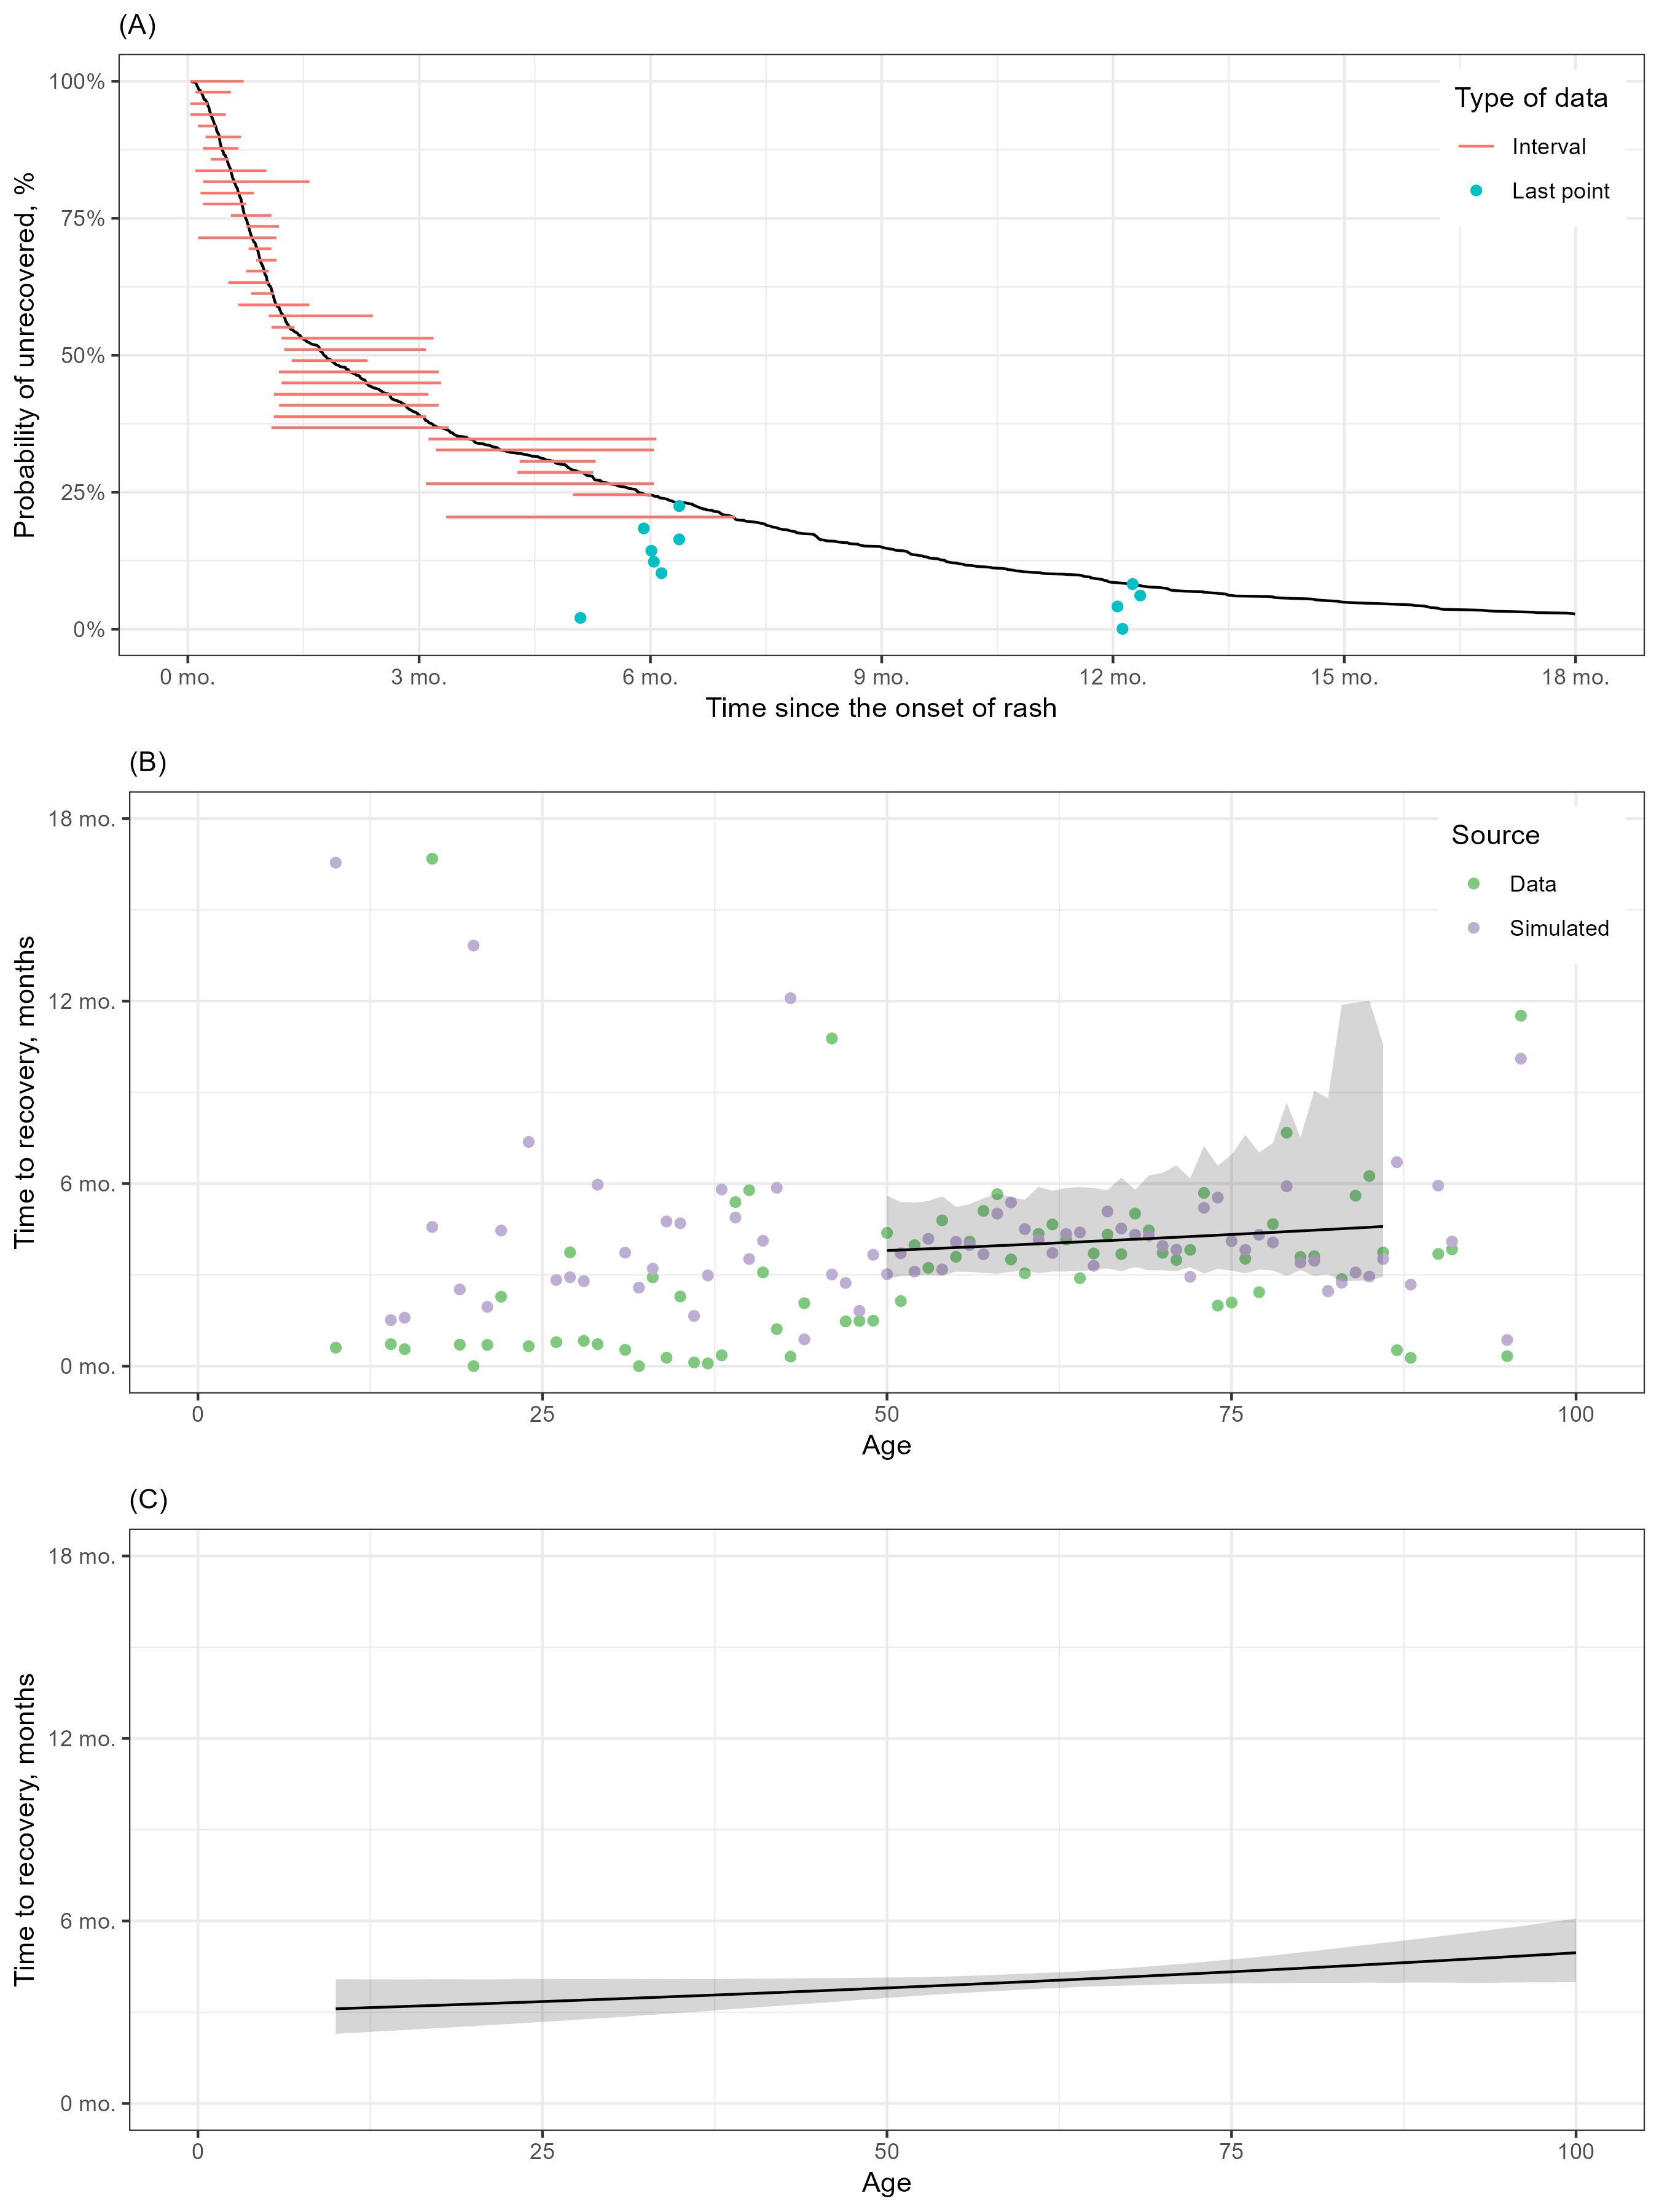 (A)
Probability of unrecovered, %
100%
75%
50%
25%
0%
Type of data
Interval
Last point
0 mo.
3 mo.
6 mo.
9 mo.
12 mo.
15 mo.
18 mo.
Time since the onset of rash
(B)
Time to recovery, months
18 mo.
12 mo.
6 mo.
0 mo.
Source
Data
Simulated
0
25
50
75
100
Age
(C)
Time to recovery, months
18 mo.
12 mo.
6 mo.
0 mo.
0
25
50
75
100
Age